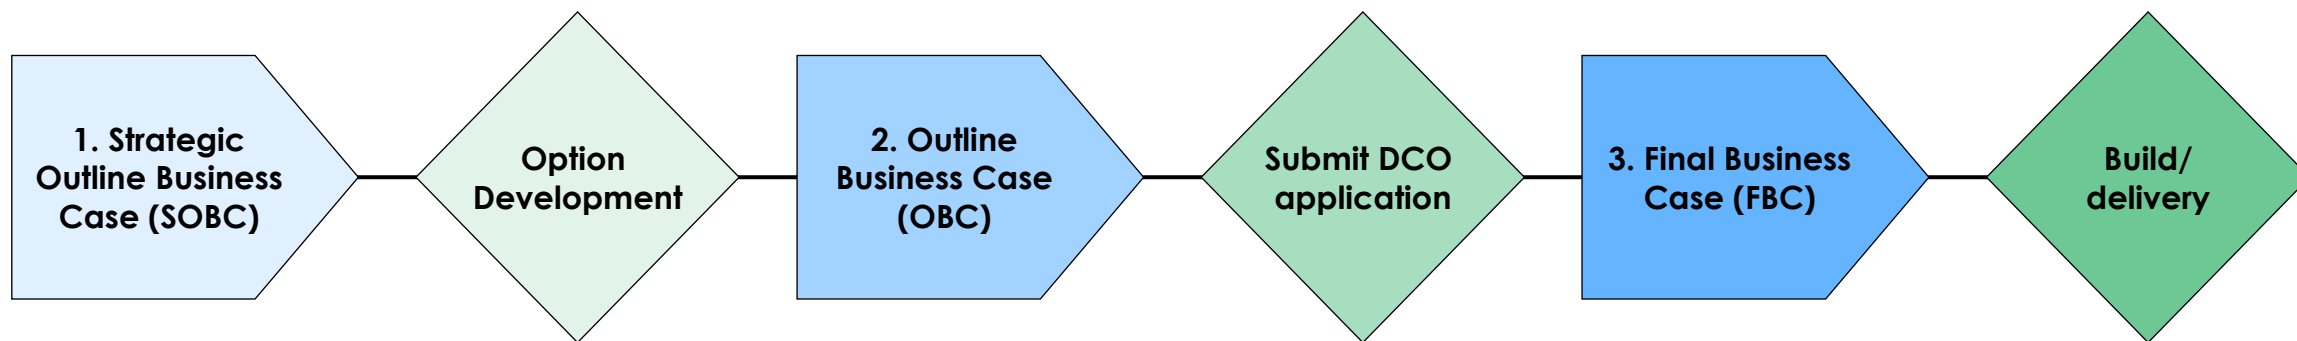 1. Strategic
Outline Business
Case (SOBC)
Option
Development
2. Outline
Business Case
(OBC)
Submit DCO
application
3. Final Business
Case (FBC)
Build/
delivery